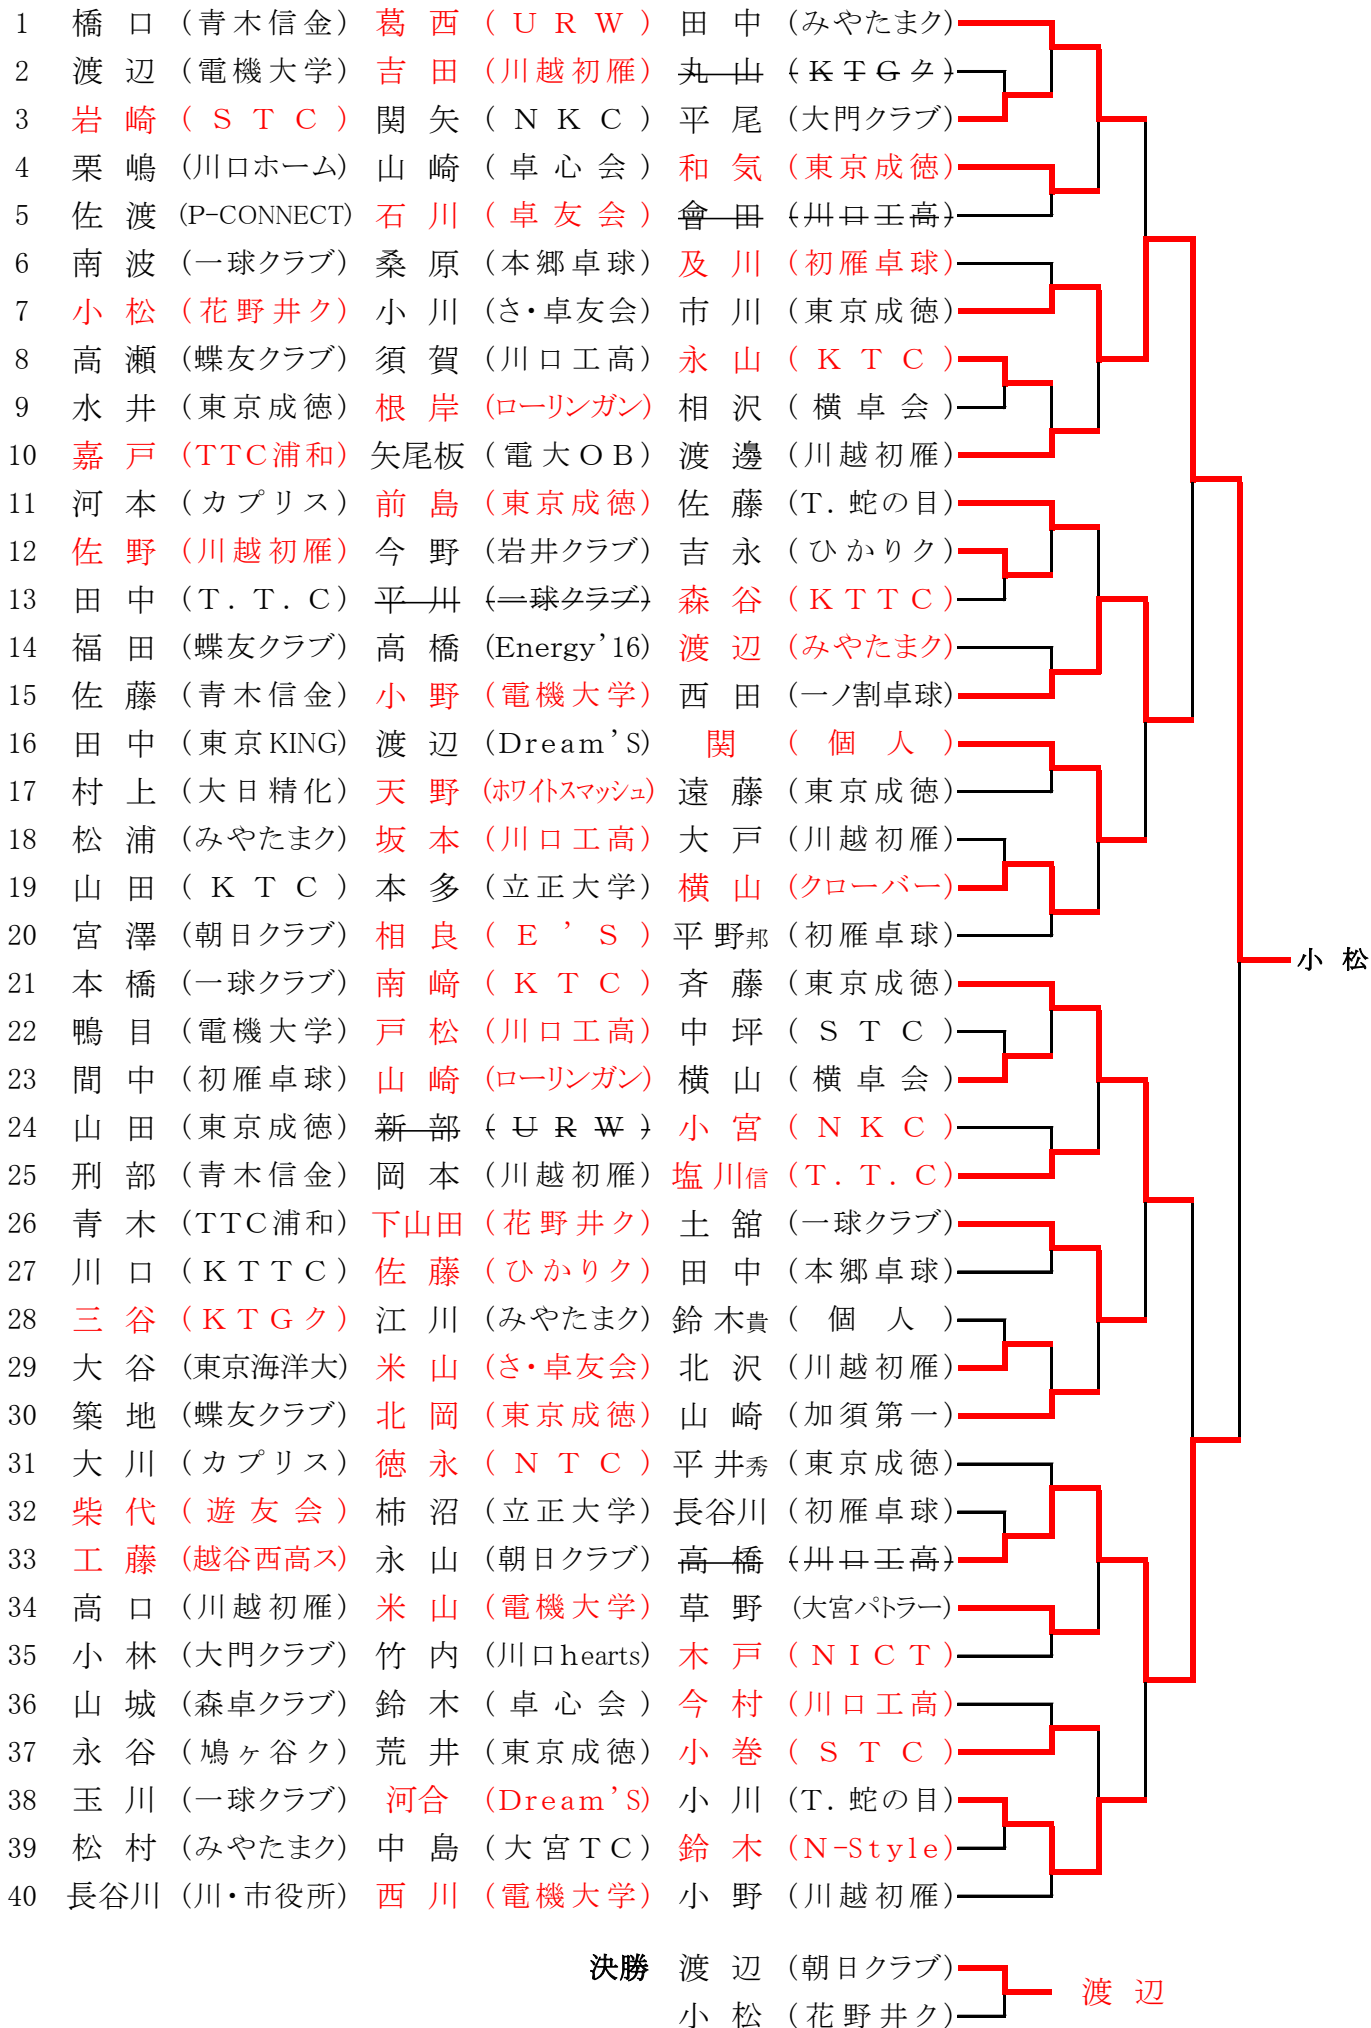 1 橋口 (青木信金) 葛西 (URW) 田中 (みやたまク)
2 渡辺 (電機大学) 吉田 (川越初雁) 丸山 (KTGク)
3 岩崎 (STC) 関矢 (NKC) 平尾 (大門クラブ)
4 栗嶋 (川口ホーム) 山崎 (卓心会) 和気 (東京成徳)
5 佐渡 (P-CONNECT) 石川 (卓友会) 會田 (川口工高)
6 南波 (一球クラブ) 桑原 (本郷卓球) 及川 (初雁卓球)
7 小松 (花野井ク) 小川 (さ・卓友会) 市川 (東京成徳)
8 高瀬 (蝶友クラブ) 須賀 (川口工高) 永山 (KTC)
9 水井 (東京成徳) 根岸 (ローリンガン) 相沢 (横卓会)
10 嘉戸 (TTC浦和) 矢尾板 (電大OB) 渡邊 (川越初雁)
11 河本 (カプリス) 前島 (東京成徳) 佐藤 (T.蛇の目)
12 佐野 (川越初雁) 今野 (岩井クラブ) 吉永 (ひかりク)
13 田中 (T.T.C) 平川 (一球クラブ) 森谷 (KTTC)
14 福田 (蝶友クラブ) 高橋 (Energy’16) 渡辺 (みやたまク)
15 佐藤 (青木信金) 小野 (電機大学) 西田 (一ノ割卓球)
16 田中 (東京KING) 渡辺 (Dream’S) 関 (個人)
17 村上 (大日精化) 天野 (ホワイトスマッシュ) 遠藤 (東京成徳)
18 松浦 (みやたまク) 坂本 (川口工高) 大戸 (川越初雁)
19 山田 (KTC) 本多 (立正大学) 横山 (クローバー)
20 宮澤 (朝日クラブ) 相良 (E’S) 平野邦 (初雁卓球)
小松
21 本橋 (一球クラブ) 南﨑 (KTC) 斉藤 (東京成徳)
22 鴨目 (電機大学) 戸松 (川口工高) 中坪 (STC)
23 間中 (初雁卓球) 山崎 (ローリンガン) 横山 (横卓会)
24 山田 (東京成徳) 新部 (URW) 小宮 (NKC)
25 刑部 (青木信金) 岡本 (川越初雁) 塩川信 (T.T.C)
26 青木 (TTC浦和) 下山田 (花野井ク) 土舘 (一球クラブ)
27 川口 (KTTC) 佐藤 (ひかりク) 田中 (本郷卓球)
28 三谷 (KTGク) 江川 (みやたまク) 鈴木貴 (個人)
29 大谷 (東京海洋大) 米山 (さ・卓友会) 北沢 (川越初雁)
30 築地 (蝶友クラブ) 北岡 (東京成徳) 山崎 (加須第一)
31 大川 (カプリス) 徳永 (NTC) 平井秀 (東京成徳)
32 柴代 (遊友会) 柿沼 (立正大学) 長谷川 (初雁卓球)
33 工藤 (越谷西高ス) 永山 (朝日クラブ) 高橋 (川口工高)
34 高口 (川越初雁) 米山 (電機大学) 草野 (大宮パトラー)
35 小林 (大門クラブ) 竹内 (川口hearts) 木戸 (NICT)
36 山城 (森卓クラブ) 鈴木 (卓心会) 今村 (川口工高)
37 永谷 (鳩ヶ谷ク) 荒井 (東京成徳) 小巻 (STC)
38 玉川 (一球クラブ) 河合 (Dream’S) 小川 (T.蛇の目)
39 松村 (みやたまク) 中島 (大宮TC) 鈴木 (N-Style)
40 長谷川 (川・市役所) 西川 (電機大学) 小野 (川越初雁)
決勝 渡辺 (朝日クラブ)
渡辺
小松 (花野井ク)